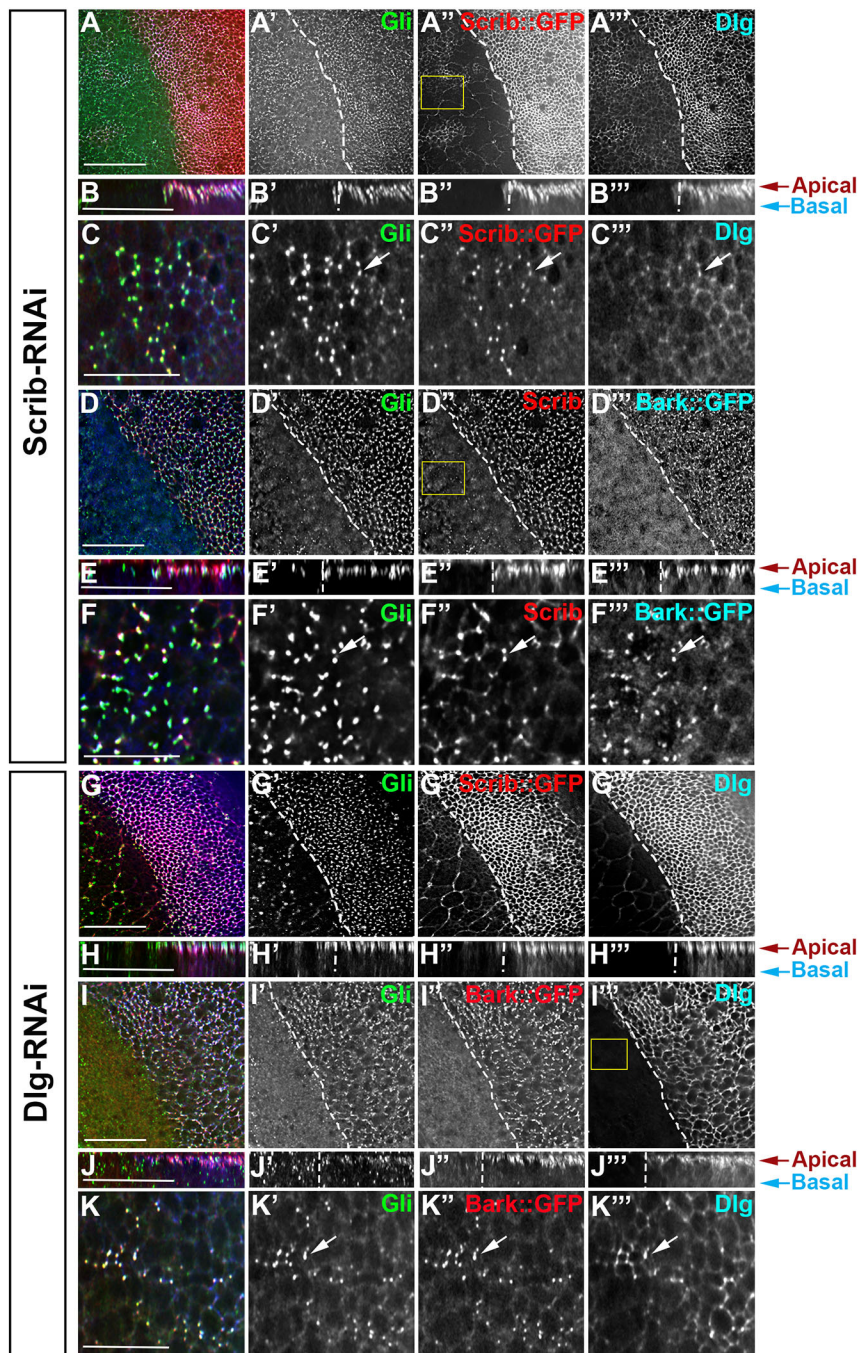 A A’ Gli A” Scrib::GFP A’” Dlg
B B’ B” B’” Apical
Basal
C C’ Gli C” Scrib::GFP C’” Dlg
Scrib-RNAi
D D’ Gli D” Scrib D’” Bark::GFP
E E’ E” E’” Apical
Basal
F F’ Gli F” Scrib F’” Bark::GFP
G G’ Gli G” Scrib::GFP G’” Dlg
H H’ H” H’” Apical
Basal
Dlg-RNAi
I I’ Gli I” Bark::GFP I’” Dlg
J J’ J” J’” Apical
Basal
K K’ Gli K” Bark::GFP K’” Dlg